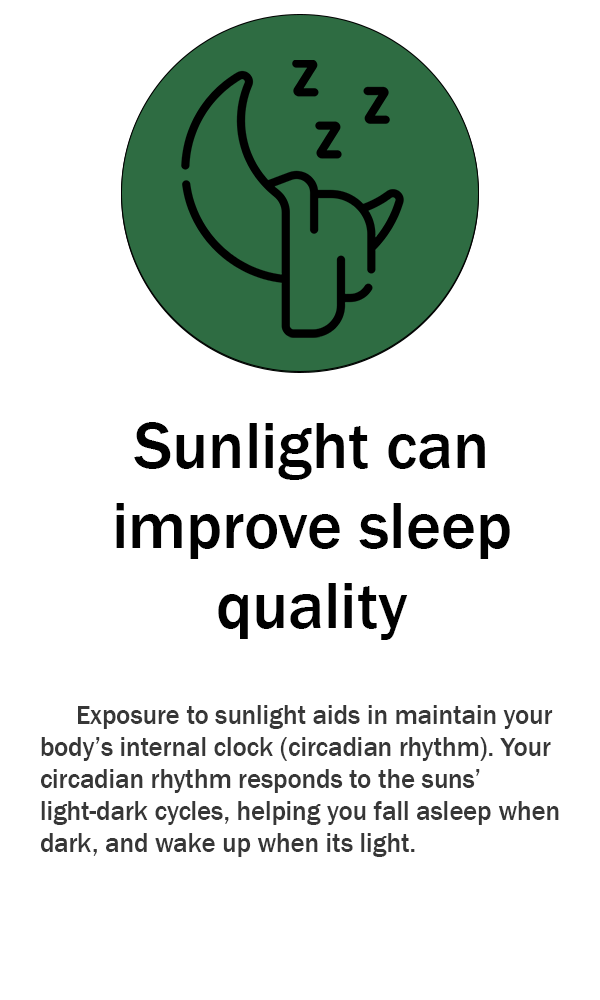 z
z
z
Sunlight can
improve sleep
quality
Exposure to sunlight aids in maintain your
body’s internal clock (circadian rhythm). Your
circadian rhythm responds to the suns’
light-dark cycles, helping you fall asleep when
dark, and wake up when its light.